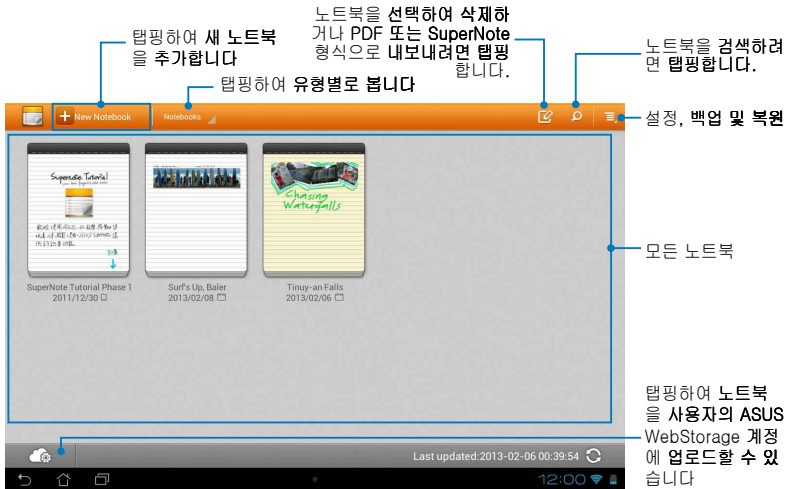 탭핑하여 새 노트북
을 추가합니다
노트북을 선택하여 삭제하
거나 PDF 또는 SuperNote
형식으로 내보내려면 탭핑
합니다.
노트북을 검색하려
면 탭핑합니다.
탭핑하여 유형별로 봅니다
설정, 백업 및 복원
New Notebook
Notebooks
Supernote Tutorial
Chasing
Waterfalls
SuperNote Tutorial Phase 1
2011/12/30
Surf's Up, Baler
2013/02/08
Tinuy-an Falls
2013/02/06
모든 노트북
탭핑하여 노트북
을 사용자의 ASUS
WebStorage 계정
에 업로드할 수 있
습니다
Last updated:2013-02-06 00:39:54
12:00